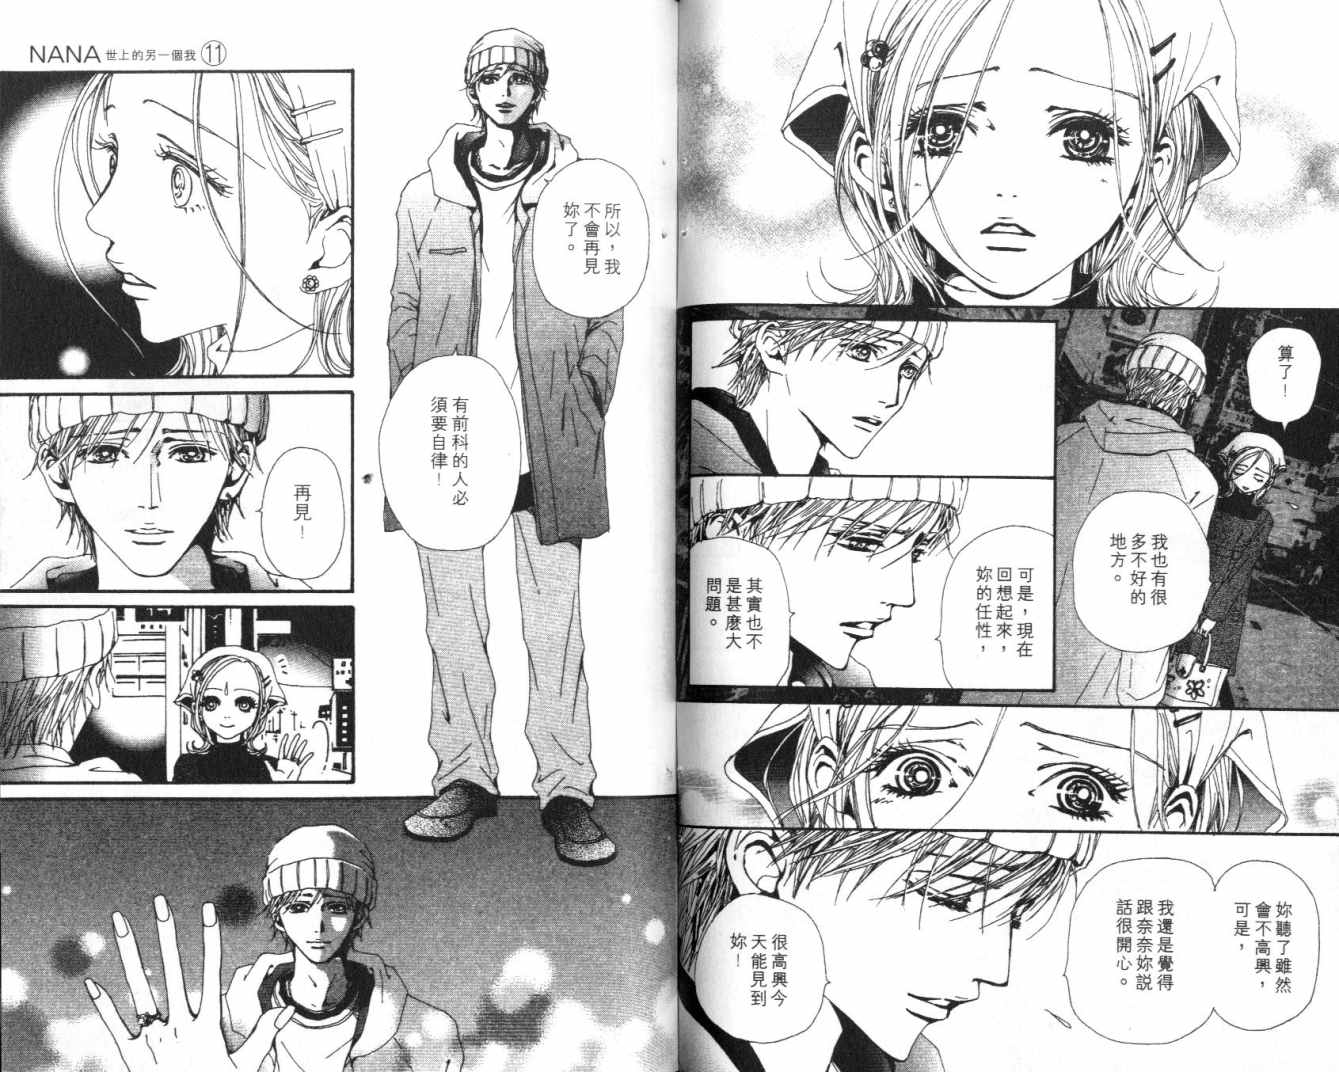 算了！
我也有很
多不好的
地方。
可是，現在
回想起來，
妳的任性，
其實也不
是甚麼大
問題。
妳聽了雖然
會不高興，
可是，
我還是覺得
跟奈奈妳說
話很開心。
很高興今
天能見到
妳！
NANA 世上的另一個我 ⑪
所以，我
不會再見
妳了。
有前科的人必
須要自律！
再見！